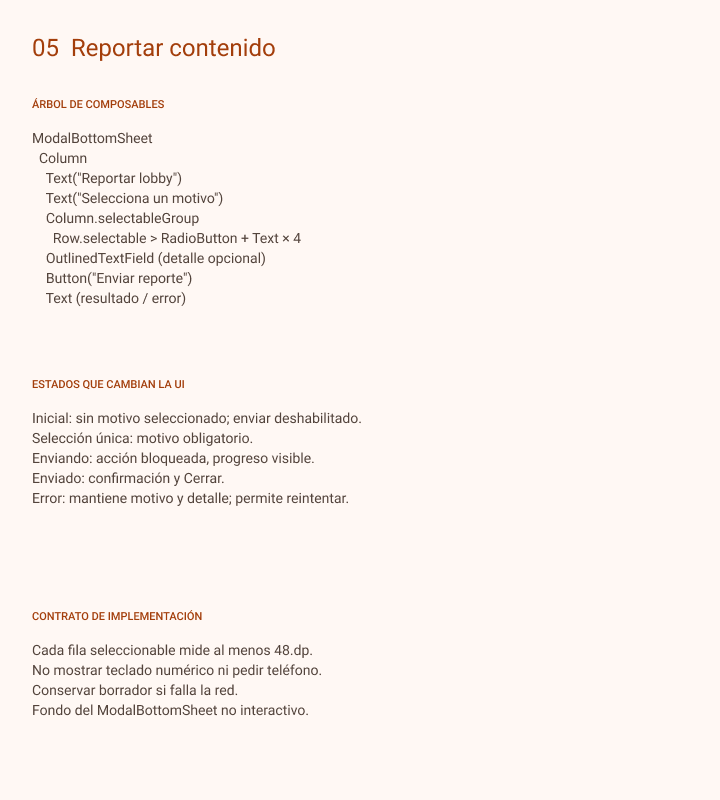 05 Reportar contenido
ÁRBOL DE COMPOSABLES
ModalBottomSheet
Column
Text("Reportar lobby")
Text("Selecciona un motivo")
Column.selectableGroup
Row.selectable > RadioButton + Text × 4
OutlinedTextField (detalle opcional)
Button("Enviar reporte")
Text (resultado / error)
ESTADOS QUE CAMBIAN LA UI
Inicial: sin motivo seleccionado; enviar deshabilitado.
Selección única: motivo obligatorio.
Enviando: acción bloqueada, progreso visible.
Enviado: confirmación y Cerrar.
Error: mantiene motivo y detalle; permite reintentar.
CONTRATO DE IMPLEMENTACIÓN
Cada fila seleccionable mide al menos 48.dp.
No mostrar teclado numérico ni pedir teléfono.
Conservar borrador si falla la red.
Fondo del ModalBottomSheet no interactivo.